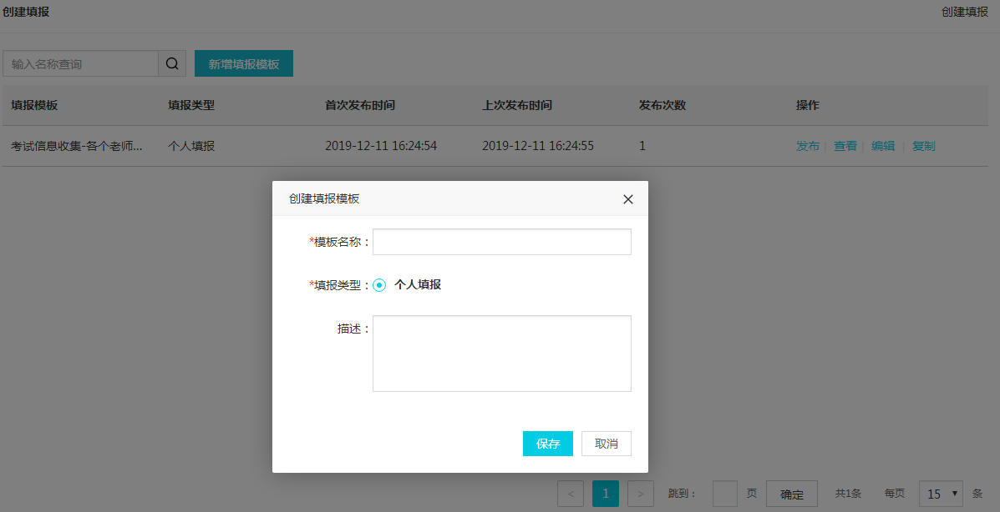 创建填报 创建填报
输入名称查询 新增填报模板
填报模板 填报类型 首次发布时间 上次发布时间 发布次数 操作
考试信息收集-各个老师... 个人填报 2019-12-11 16:24:54 2019-12-11 16:24:55 1 发布 | 查看 | 编辑 | 复制
创建填报模板
*模板名称：
*填报类型： 个人填报
描述：
保存 取消
< 1 > 跳到： 页 确定 共1条 每页 15 条